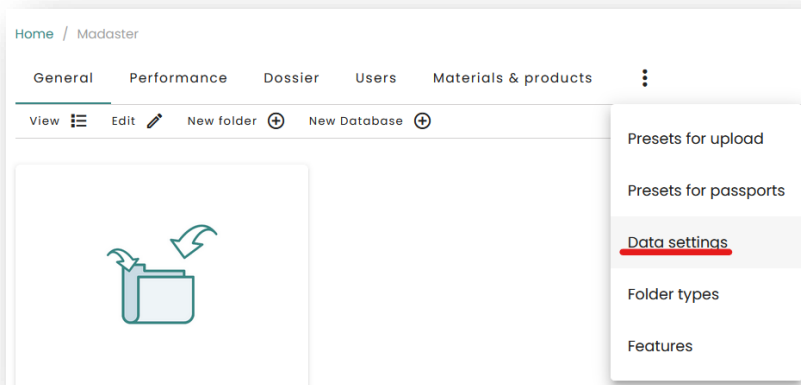 Home / Madaster
General Performance Dossier Users Materials & products
View Edit New folder New Database
Presets for upload
Presets for passports
Data settings
Folder types
Features